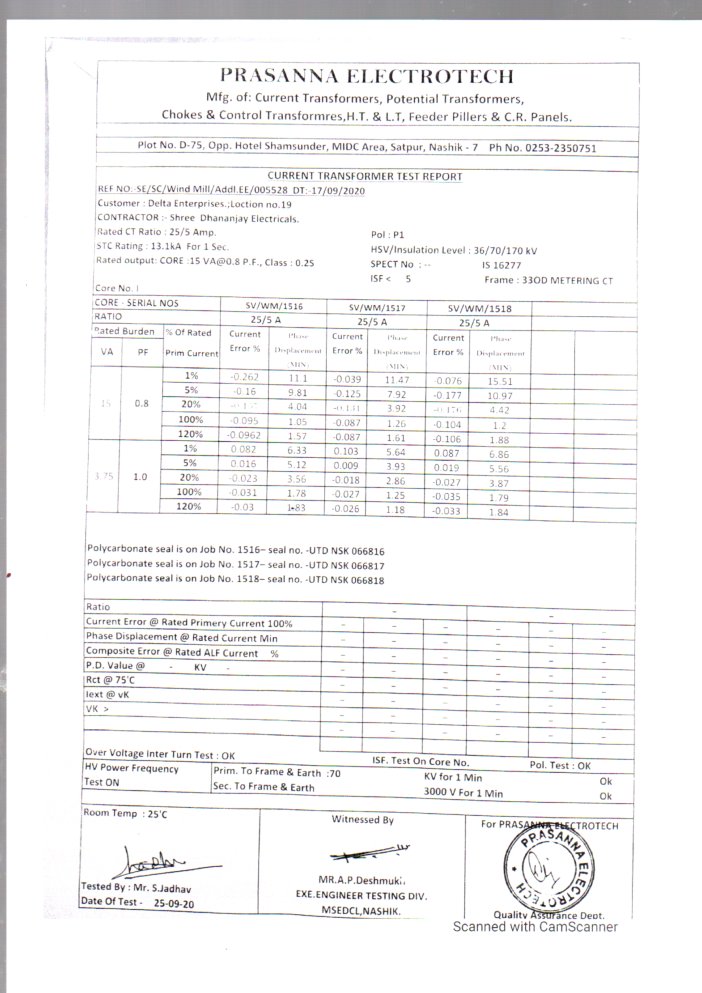 PRASANNA ELECTROTECH
Mfg. of: Current Transformers, Potential Transformers,
Chokes & Control Transformres,H.T. & L.T, Feeder Pillers & C.R. Panels.
Plot No. D-75, Opp. Hotel Shamsunder, MIDC Area, Satpur, Nashik - 7 Ph No. 0253-2350751
CURRENT TRANSFORMER TEST REPORT
REF NO:-SE/SC/Wind Mill/Addl.EE/005528 DT:-17/09/2020
Customer : Delta Enterprises.;Loction no.19
CONTRACTOR :- Shree Dhananjay Electricals.
Rated CT Ratio : 25/5 Amp. Pol : P1
STC Rating : 13.1kA For 1 Sec. HSV/Insulation Level : 36/70/170 kV
Rated output: CORE :15 VA@0.8 P.F., Class : 0.2S SPECT No : -- IS 16277
ISF < 5 Frame : 33OD METERING CT
Core No. I
CORE - SERIAL NOS SV/WM/1516 SV/WM/1517 SV/WM/1518
RATIO 25/5 A 25/5 A 25/5 A
Rated Burden % Of Rated Current Phase Current Phase Current Phase
VA PF Prim Current Error % Displacement Error % Displacement Error % Displacement
(MIN) (MIN) (MIN)
1% -0.262 11.1 -0.039 11.47 -0.076 15.51
5% -0.16 9.81 -0.125 7.92 -0.177 10.97
15 0.8 20% 4.04 -0.131 3.92 -0.176 4.42
100% -0.095 1.05 -0.087 1.26 -0.104 1.2
120% -0.0962 1.57 -0.087 1.61 -0.106 1.88
1% 0.082 6.33 0.103 5.64 0.087 6.86
5% 0.016 5.12 0.009 3.93 0.019 5.56
3.75 1.0 20% -0.023 3.56 -0.018 2.86 -0.027 3.87
100% -0.031 1.78 -0.027 1.25 -0.035 1.79
120% -0.03 1.83 -0.026 1.18 -0.033 1.84
Polycarbonate seal is on Job No. 1516– seal no. -UTD NSK 066816
Polycarbonate seal is on Job No. 1517– seal no. -UTD NSK 066817
Polycarbonate seal is on Job No. 1518– seal no. -UTD NSK 066818
Ratio – –
Current Error @ Rated Primery Current 100% – – – – – –
Phase Displacement @ Rated Current Min – – – – – –
Composite Error @ Rated ALF Current % – – – – – –
P.D. Value @ - KV - – – – – – –
Rct @ 75°C – – – – – –
Iext @ vK – – – – – –
VK > – – – – – –
– – – – – –
Over Voltage Inter Turn Test : OK ISF. Test On Core No. Pol. Test : OK
HV Power Frequency Prim. To Frame & Earth :70 KV for 1 Min Ok
Test ON Sec. To Frame & Earth 3000 V For 1 Min Ok
Room Temp : 25°C Witnessed By For PRASANNA ELECTROTECH
PRASANNA ELECTROTECH
Tested By : Mr. S.Jadhav MR.A.P.Deshmukh,
Date Of Test - 25-09-20 EXE.ENGINEER TESTING DIV.
MSEDCL,NASHIK. Quality Assurance Dept.
Scanned with CamScanner